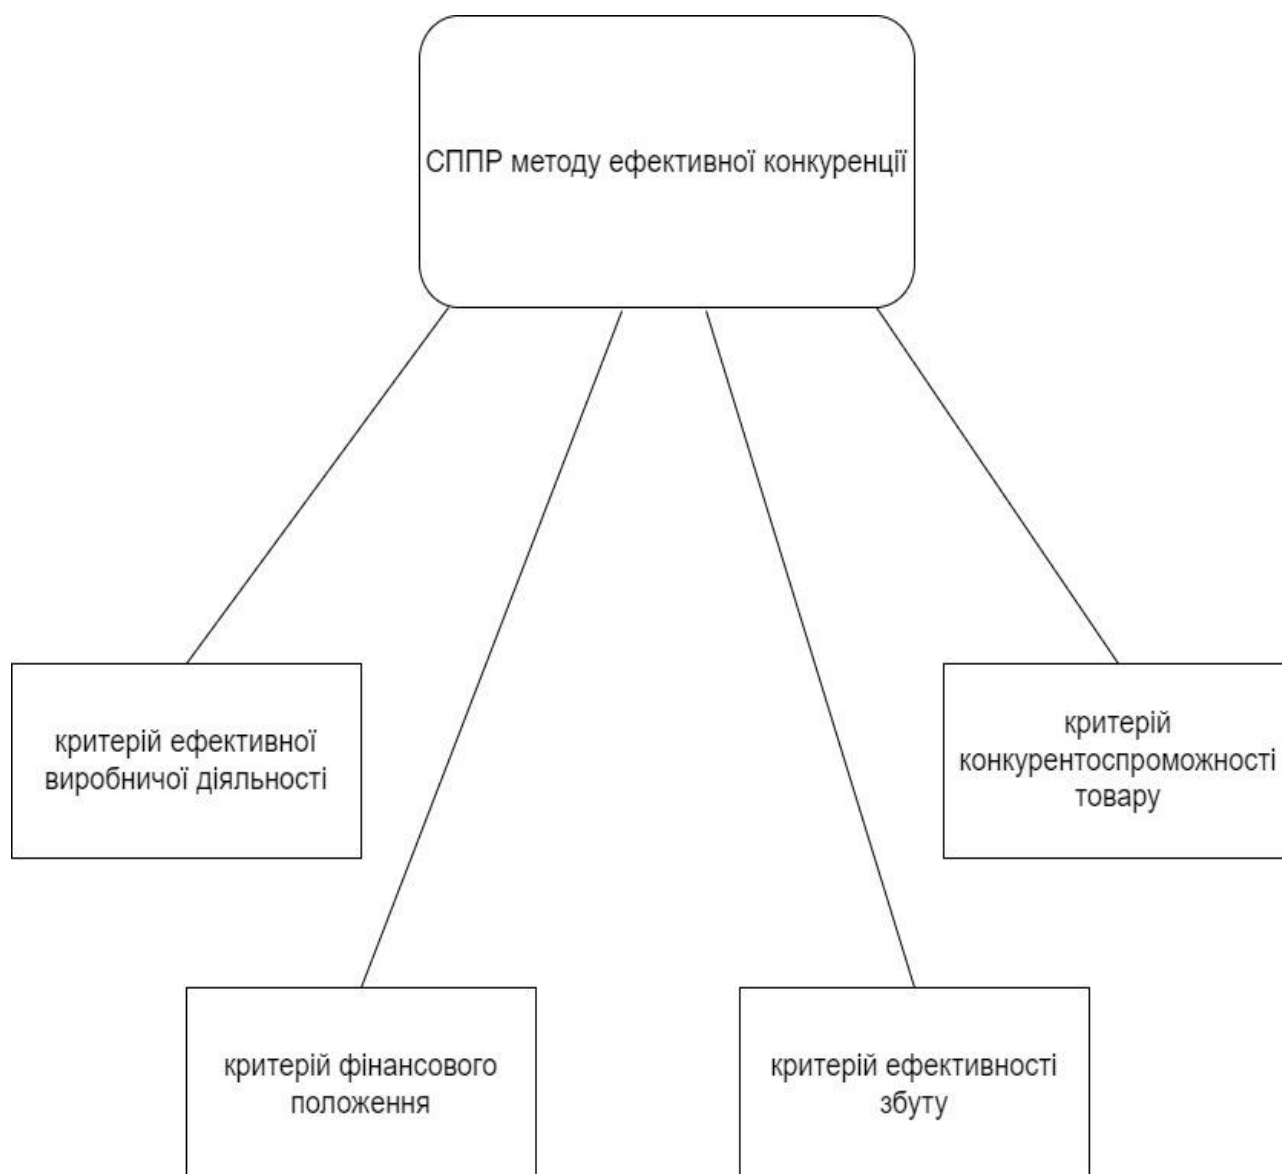 СППР методу ефективної конкуренції
критерій ефективної
виробничої діяльності
критерій
конкурентоспроможності
товару
критерій фінансового
положення
критерій ефективності
збуту